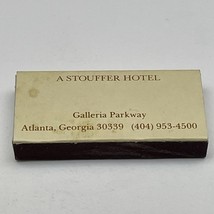 A STOUFFER HOTEL
Galleria Parkway
Atlanta, Georgia 30339 (404) 953-4500